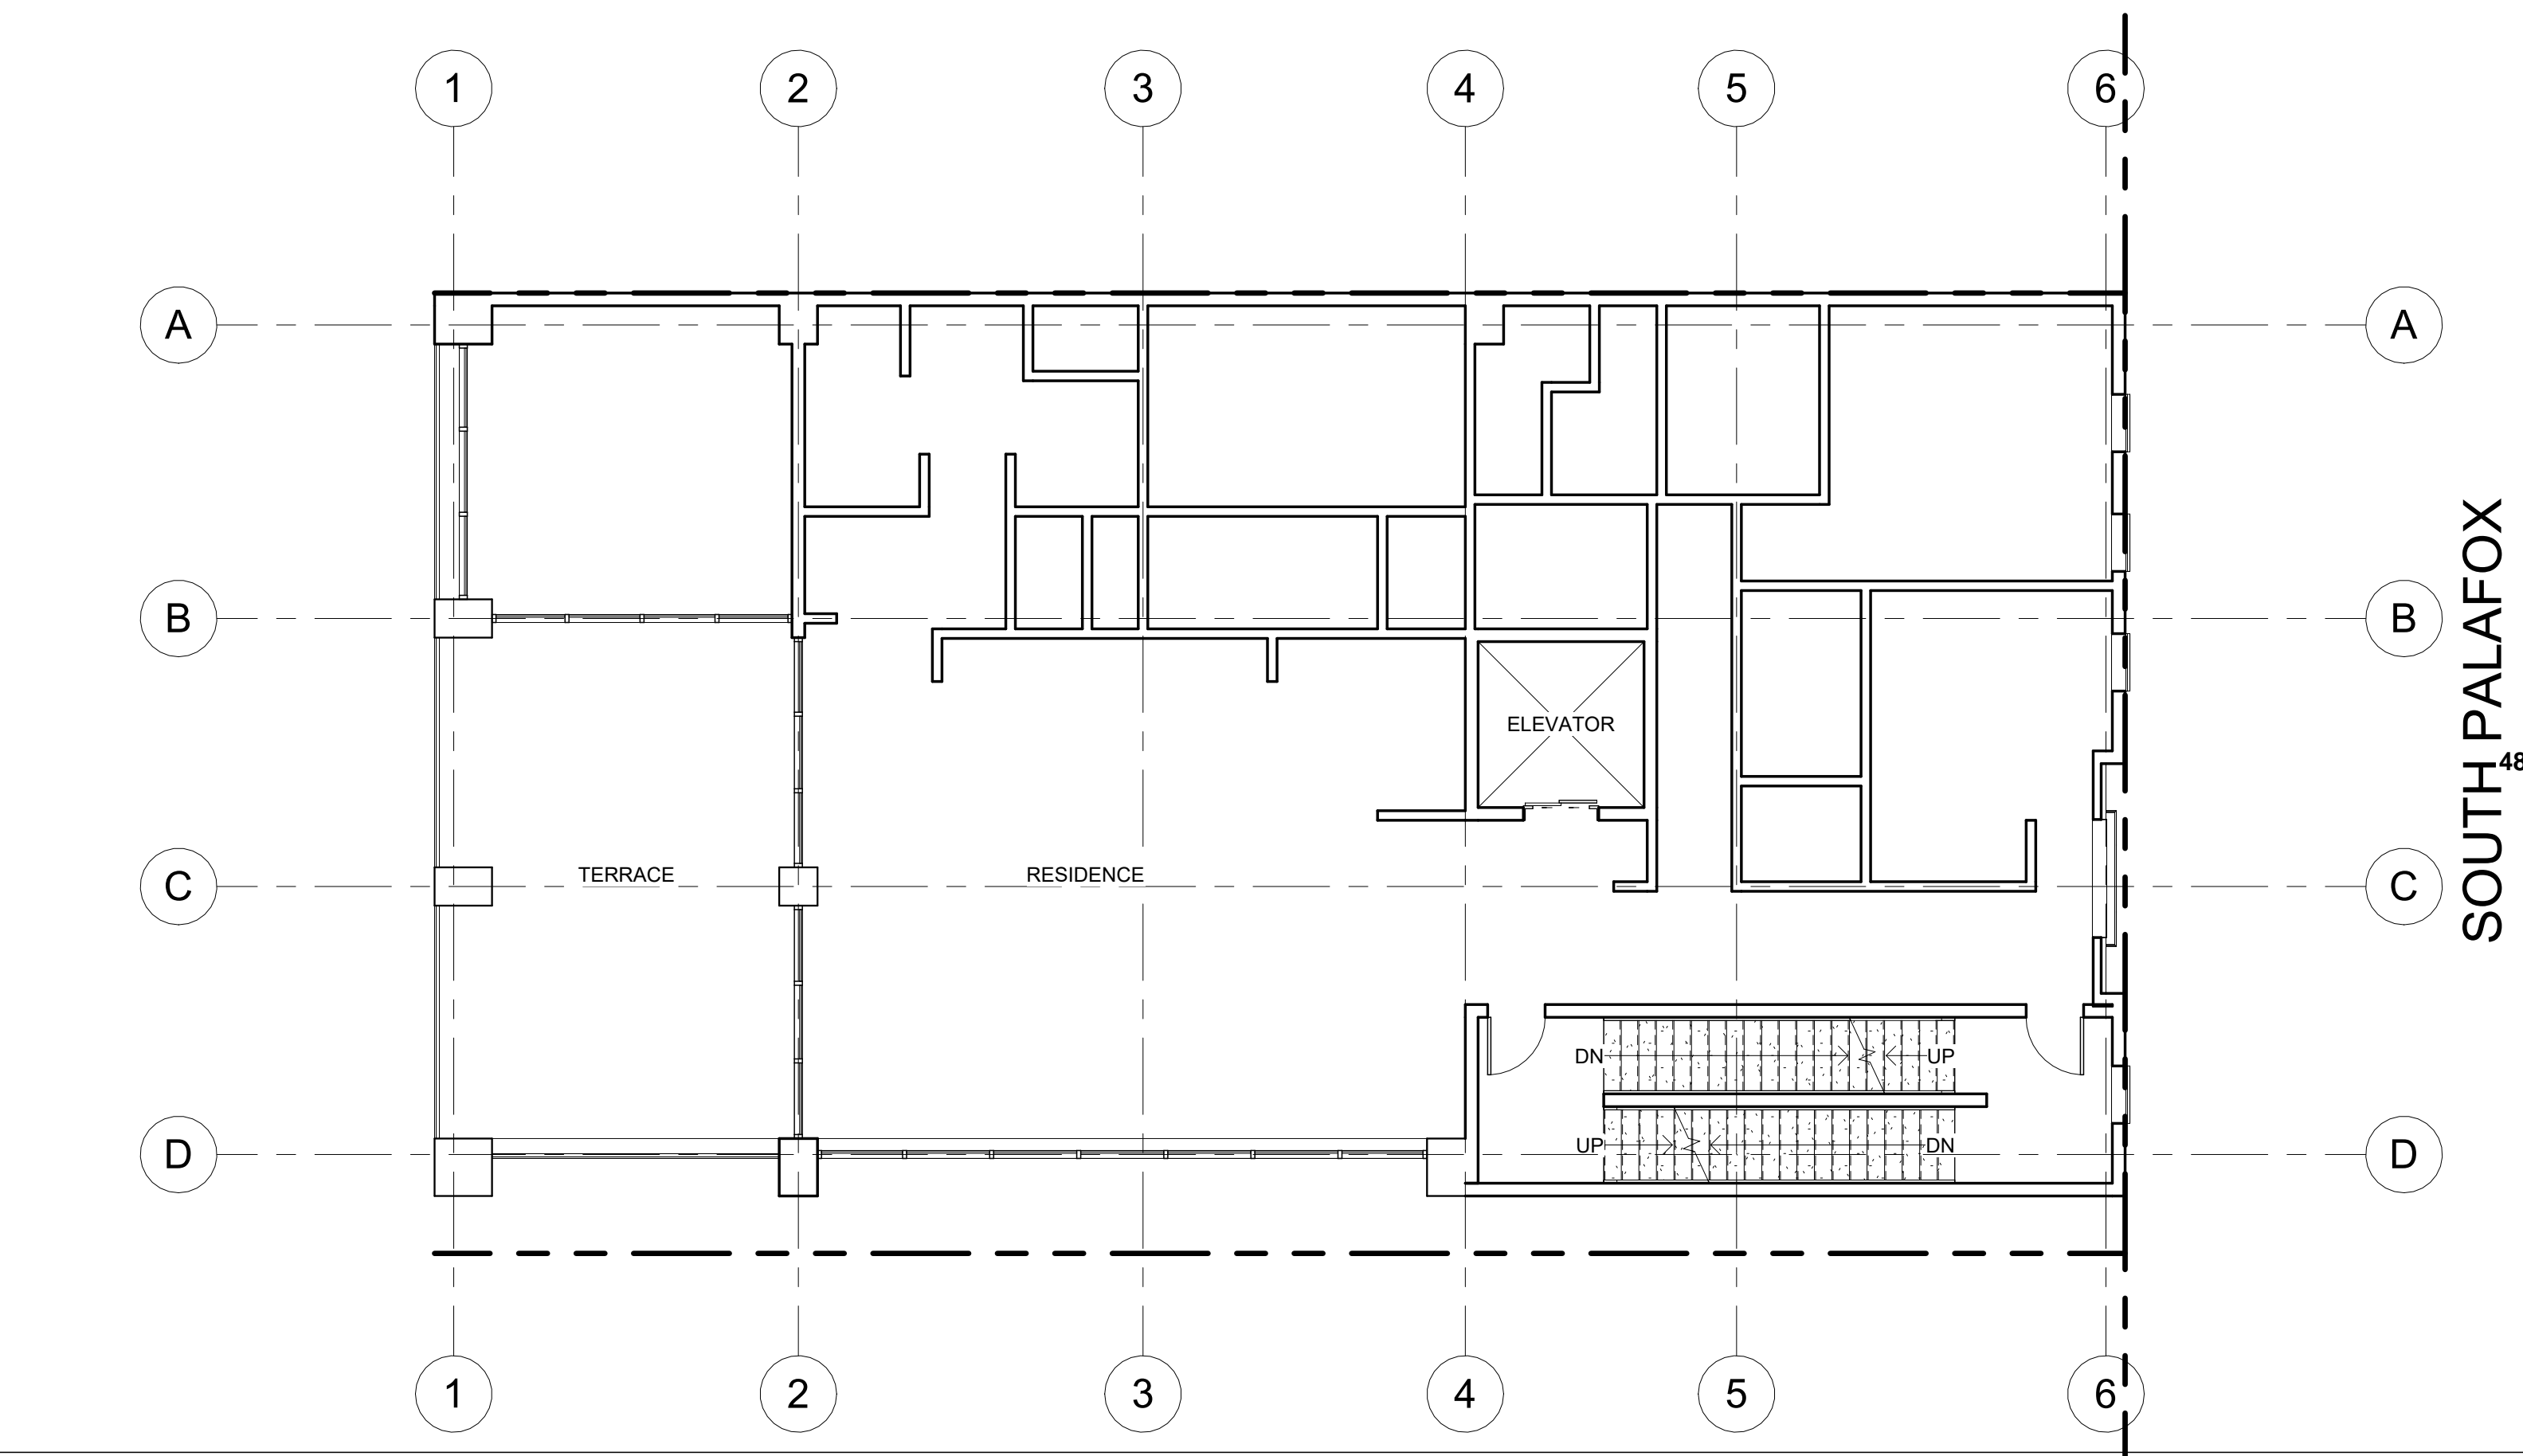 1 2 3 4 5 6
A A
B B
SOUTH PALAFOX
48
ELEVATOR
TERRACE
RESIDENCE
C C
DN UP
UP DN
D D
1 2 3 4 5 6